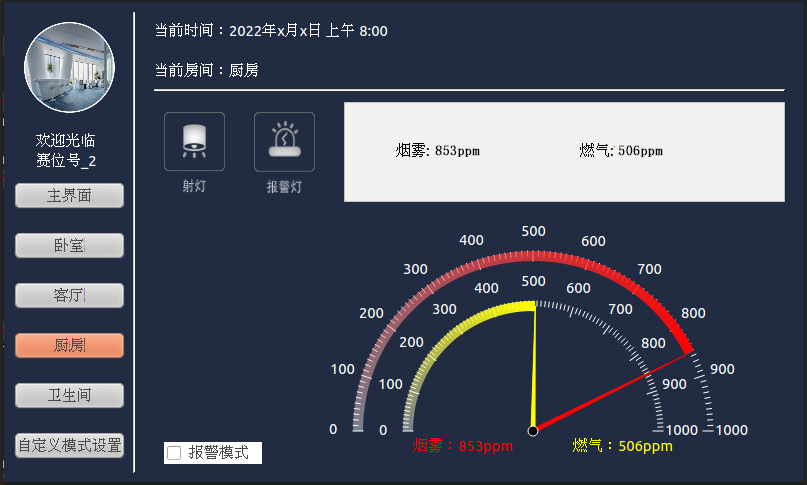 欢迎光临
赛位号_2
主界面
卧室
客厅
厨房
卫生间
自定义模式设置
当前时间：2022年x月x日 上午 8:00
当前房间：厨房
射灯
报警灯
烟雾: 853ppm
燃气: 506ppm
0
100
200
300
400
500
600
700
800
900
1000
0
100
200
300
400
500
600
700
800
900
1000
烟雾：853ppm
燃气：506ppm
报警模式